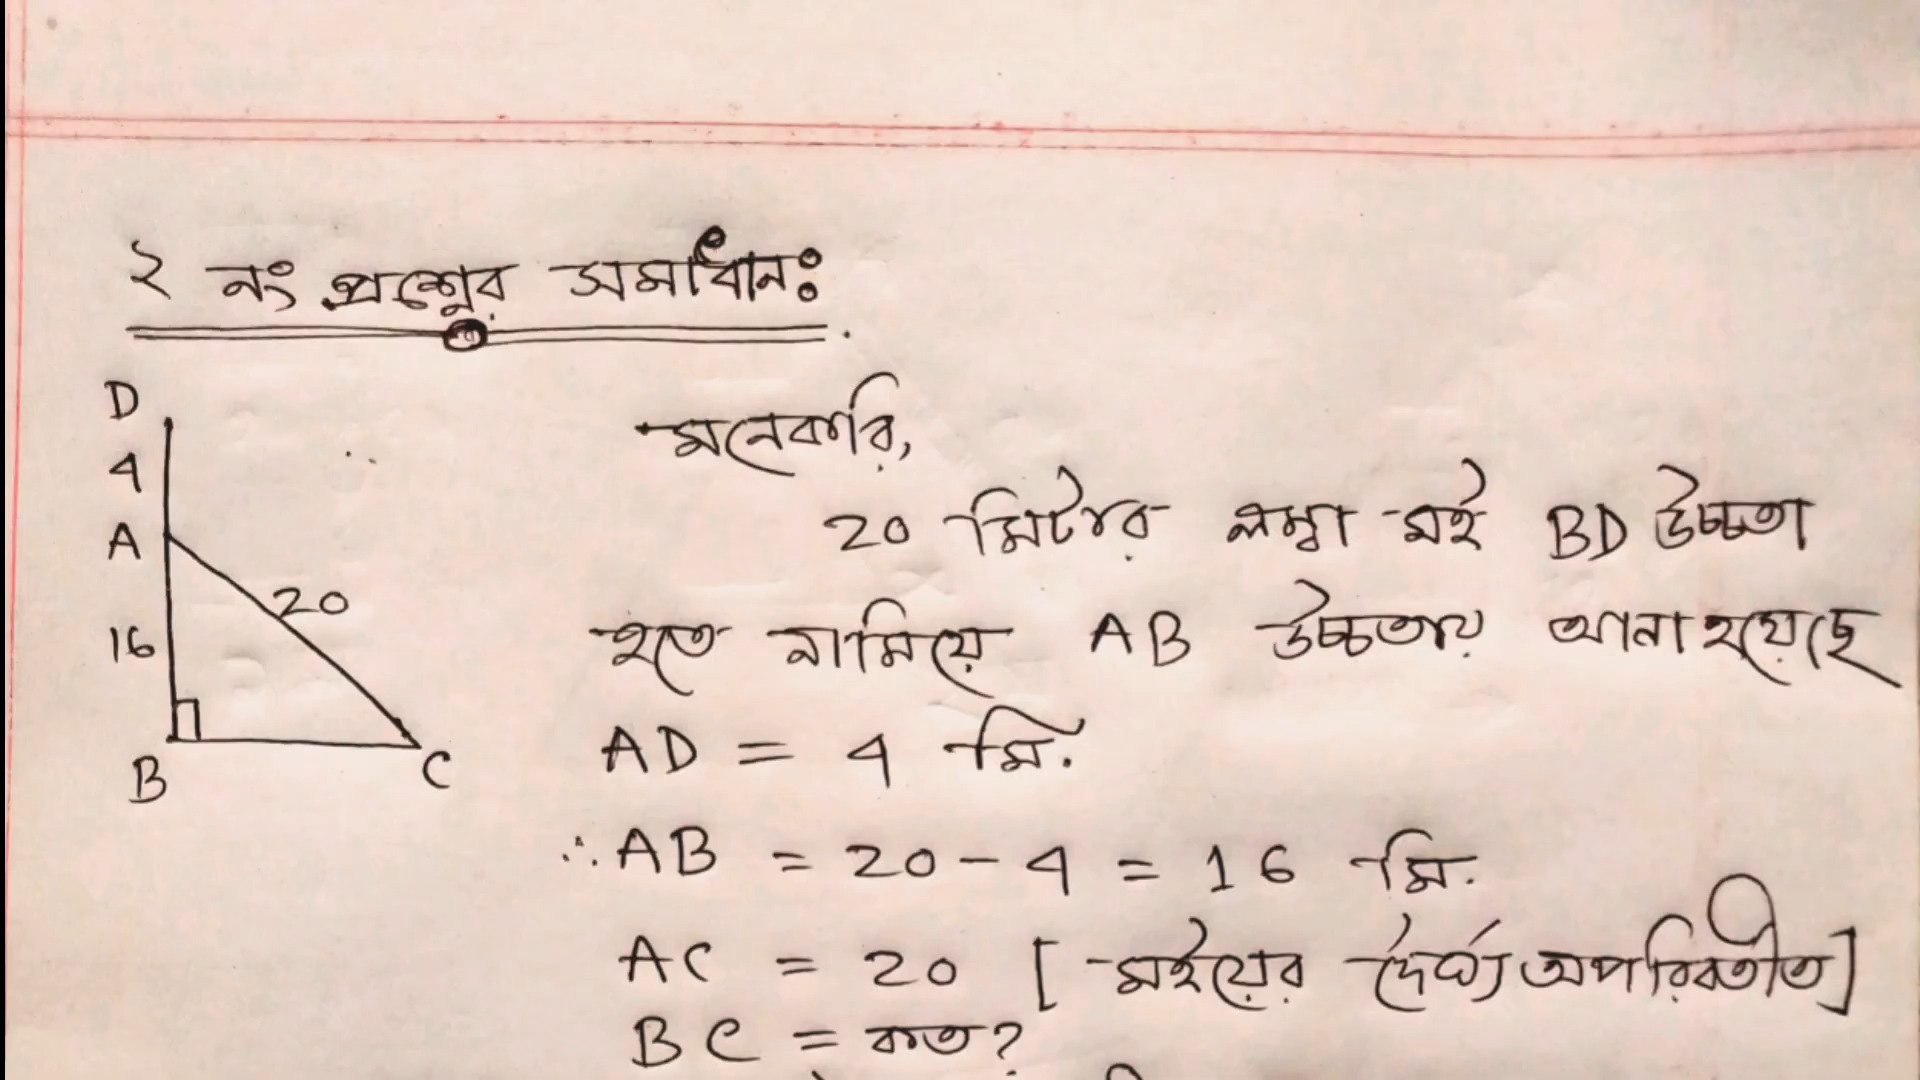 ২ নং প্রশ্নের সমাধানঃ
D
4
A
20
16
B
C
মনেকরি,
20 মিটার লম্বা মই BD উচ্চতা
হতে নামিয়ে AB উচ্চতায় আনা হয়েছে
AD = 4 মি.
∴ AB = 20 - 4 = 16 মি.
AC = 20 [ মইয়ের দৈর্ঘ্য অপরিবর্তীত ]
BC = কত?